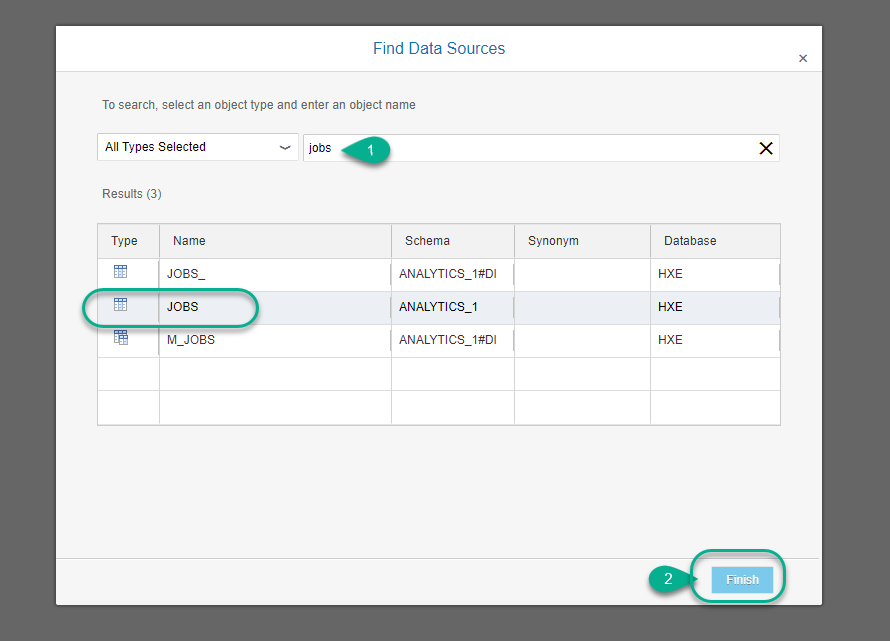 Find Data Sources
×
To search, select an object type and enter an object name
All Types Selected
jobs
1
Results (3)
Type Name Schema Synonym Database
JOBS_ ANALYTICS_1#DI HXE
JOBS ANALYTICS_1 HXE
M_JOBS ANALYTICS_1#DI HXE
2
Finish